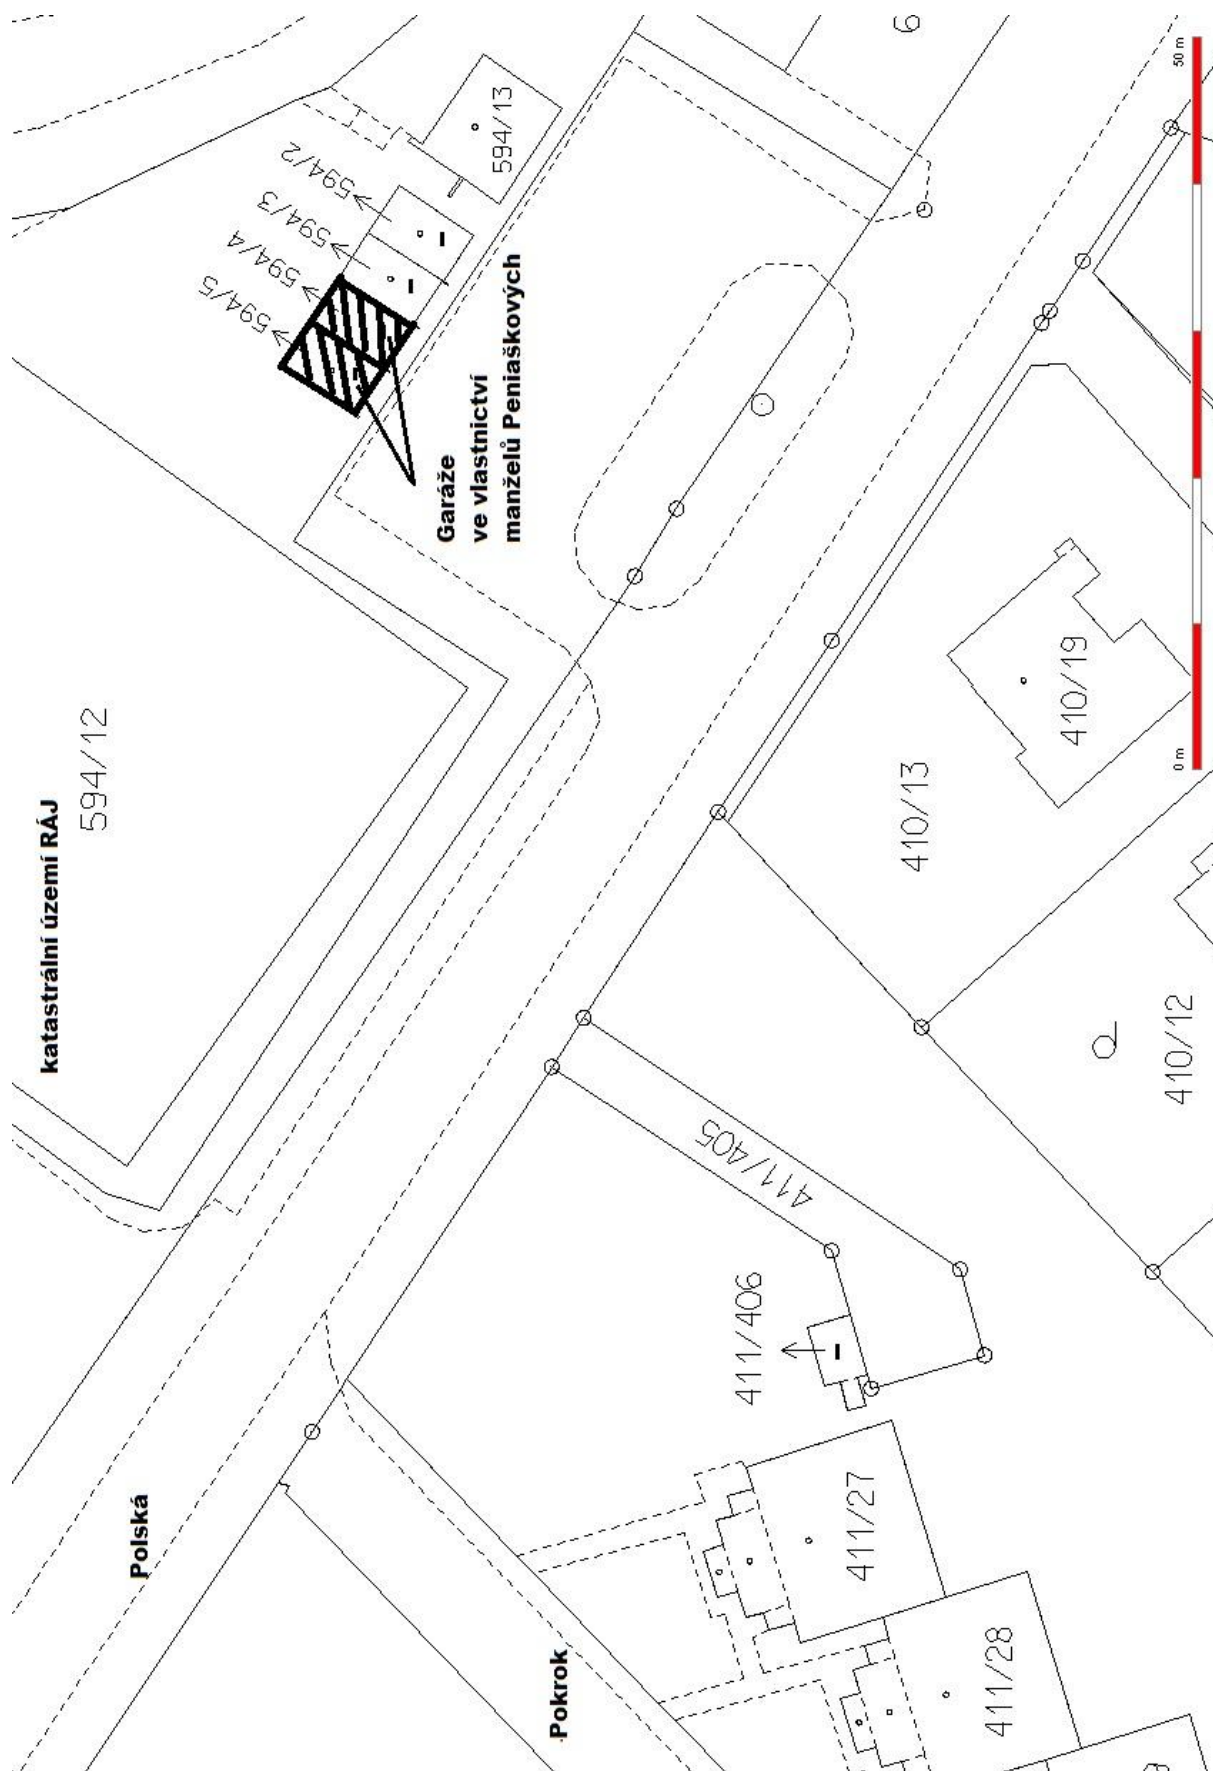 katastrální území RÁJ
594/12
594/5
594/4
594/3
594/2
594/13
Garáže
ve vlastnictví
manželů Peniaškových
6
50 m
0 m
Polská
Pokrok
411/405
411/406
411/27
411/28
9
410/13
410/19
410/12